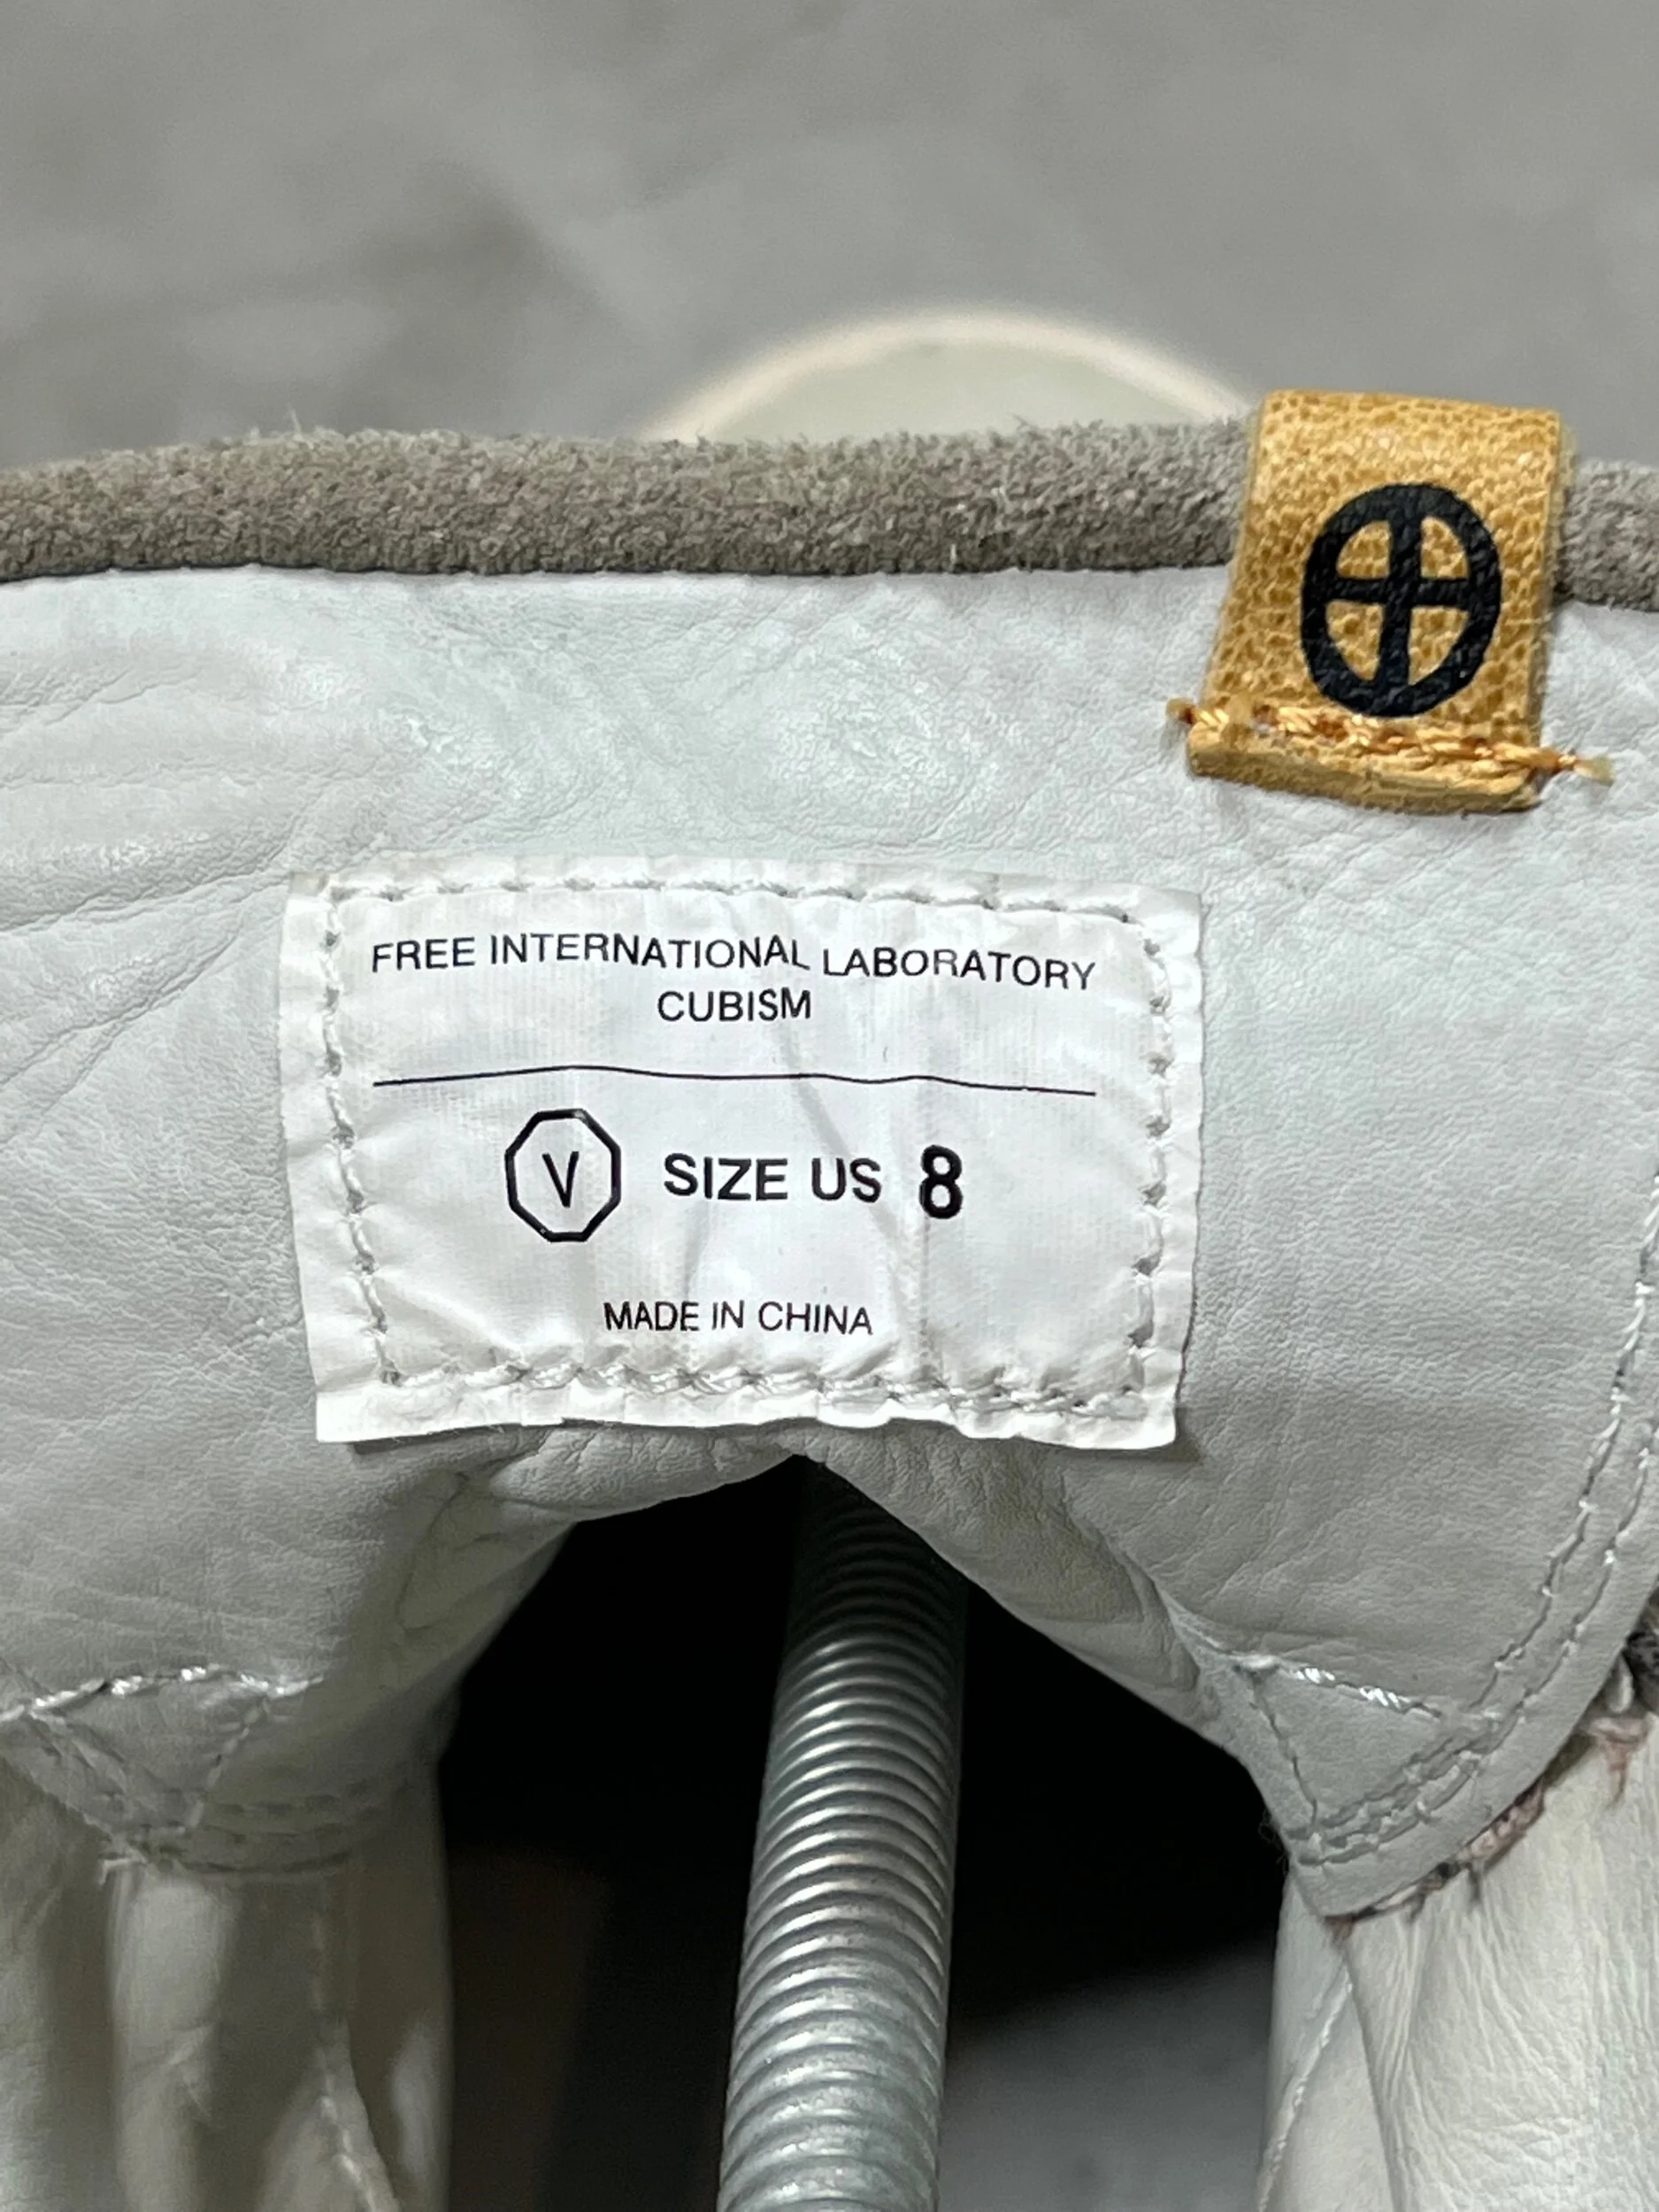 FREE INTERNATIONAL LABORATORY
CUBISM
V SIZE US 8
MADE IN CHINA